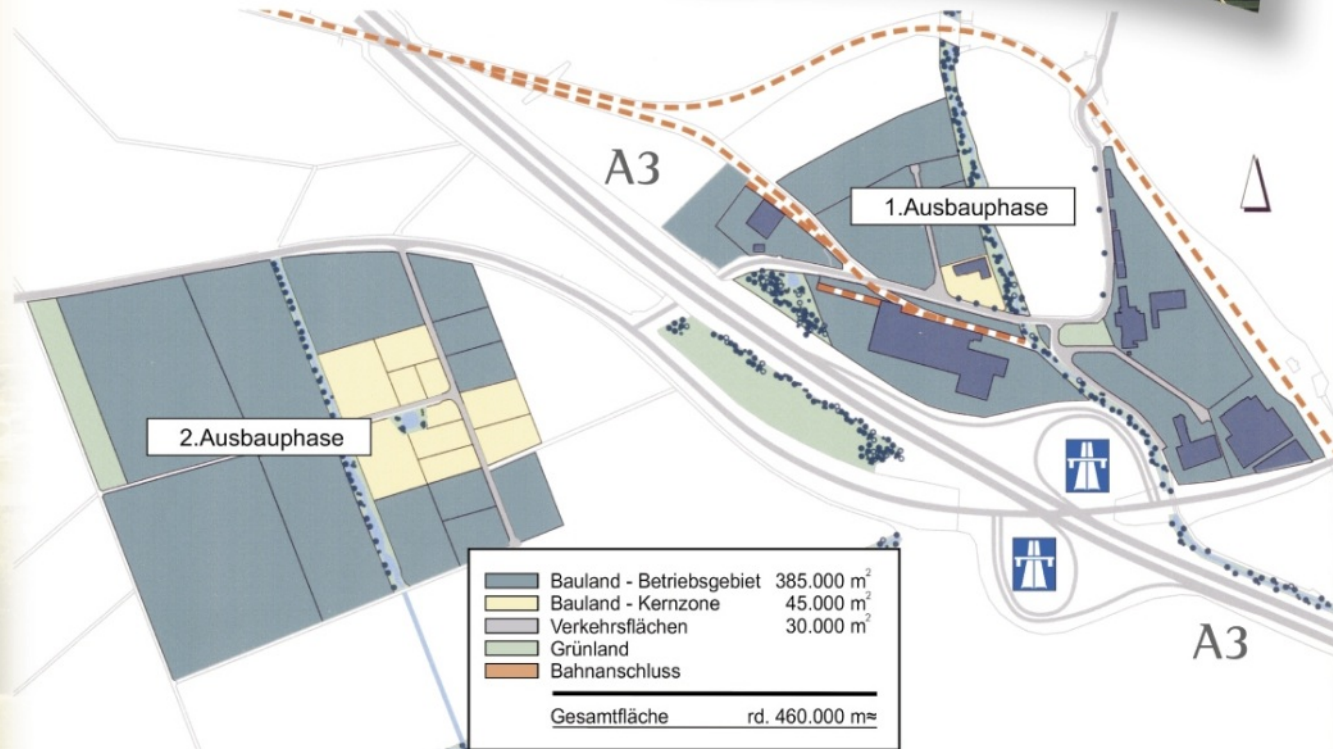 A3
1.Ausbauphase
2.Ausbauphase
Bauland - Betriebsgebiet 385.000 m²
Bauland - Kernzone 45.000 m²
Verkehrsflächen 30.000 m²
Grünland
Bahnanschluss
Gesamtfläche rd. 460.000 m≈
A3